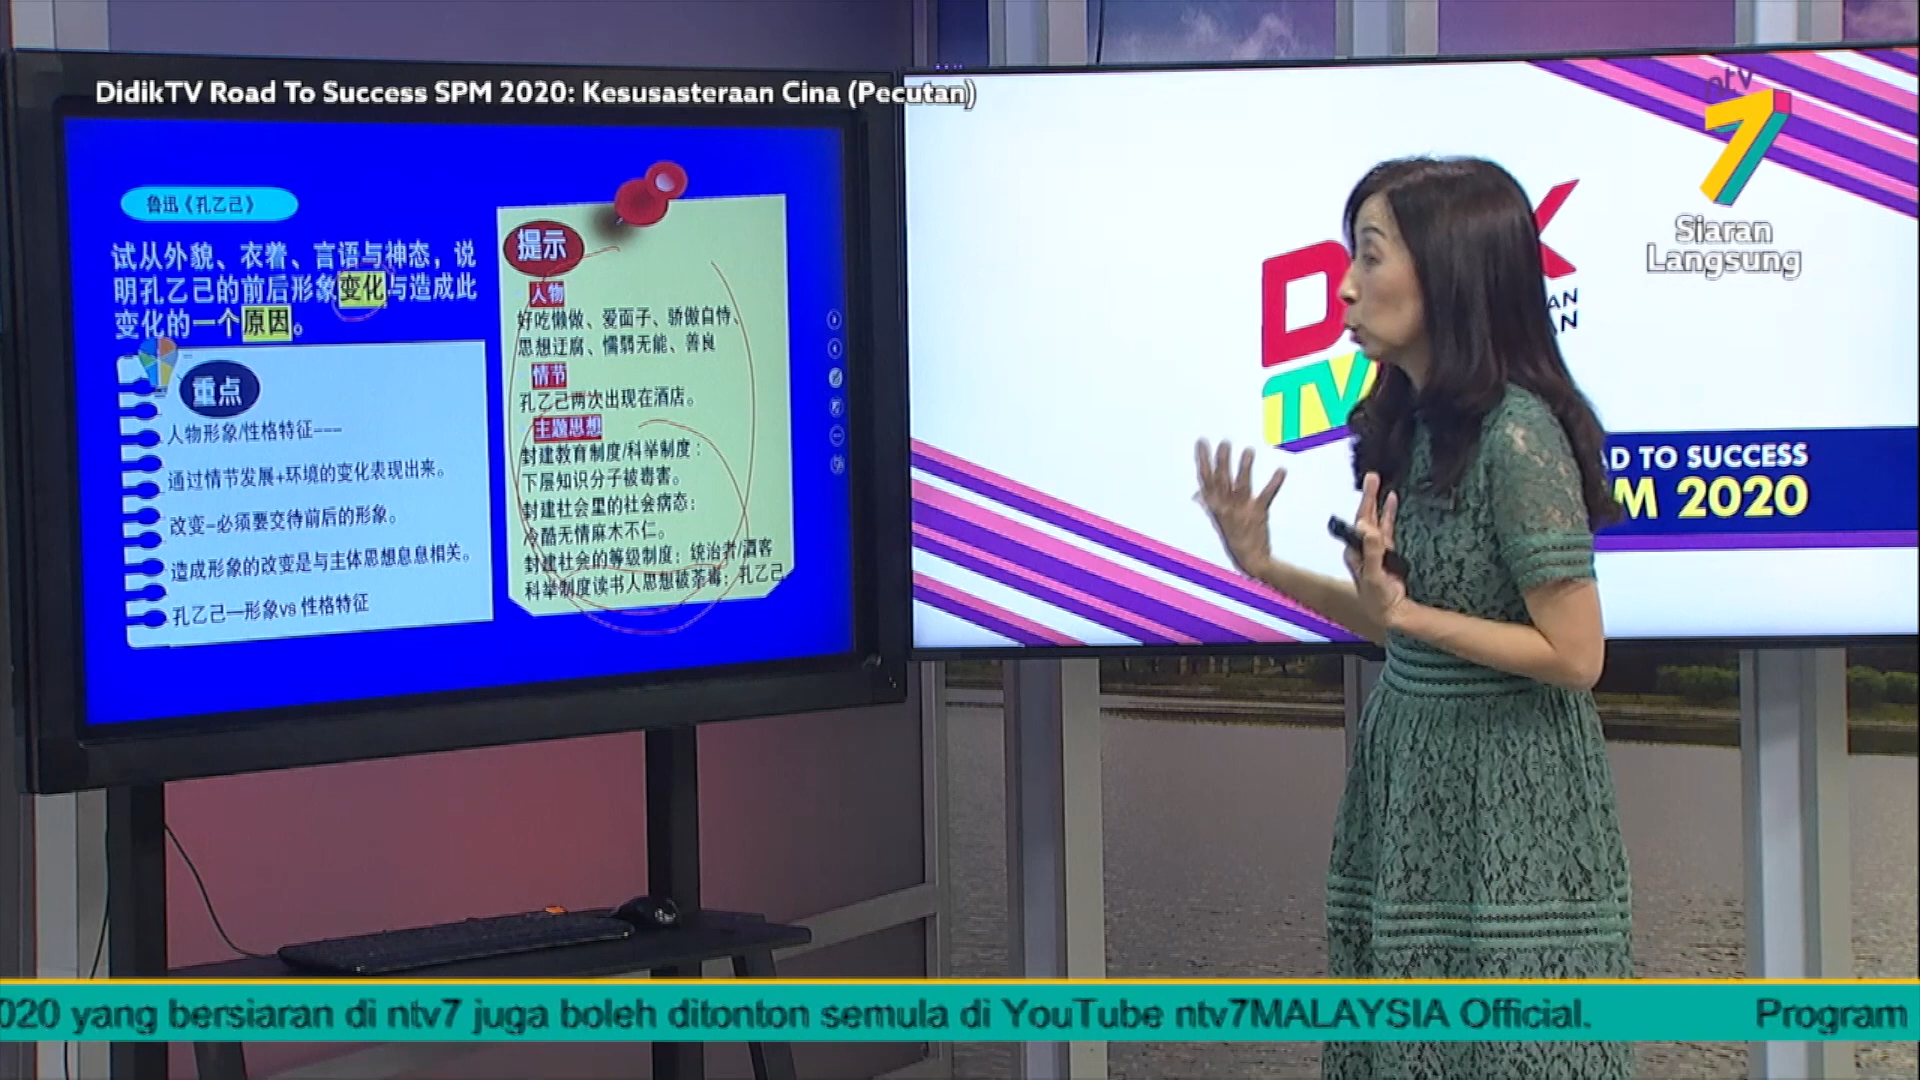 DidikTV Road To Success SPM 2020: Kesusasteraan Cina (Pecutan)
鲁迅《孔乙己》
试从外貌、衣着、言语与神态，说
明孔乙己的前后形象变化与造成此
变化的一个原因。
重点
人物形象/性格特征---
通过情节发展+环境的变化表现出来。
改变-必须要交待前后的形象。
造成形象的改变是与主体思想息息相关。
孔乙己—形象vs 性格特征
提示
人物
好吃懒做、爱面子、骄傲自恃、
思想迂腐、懦弱无能、善良
情节
孔乙己两次出现在酒店。
主题思想
封建教育制度/科举制度：
下层知识分子被毒害。
封建社会里的社会病态：
冷酷无情麻木不仁。
封建社会的等级制度：统治者/酒客
科举制度读书人思想被荼毒：孔乙己
ntv
7
Siaran
Langsung
D K
AN
AN
TV
AD TO SUCCESS
PM 2020
020 yang bersiaran di ntv7 juga boleh ditonton semula di YouTube ntv7MALAYSIA Official. Program